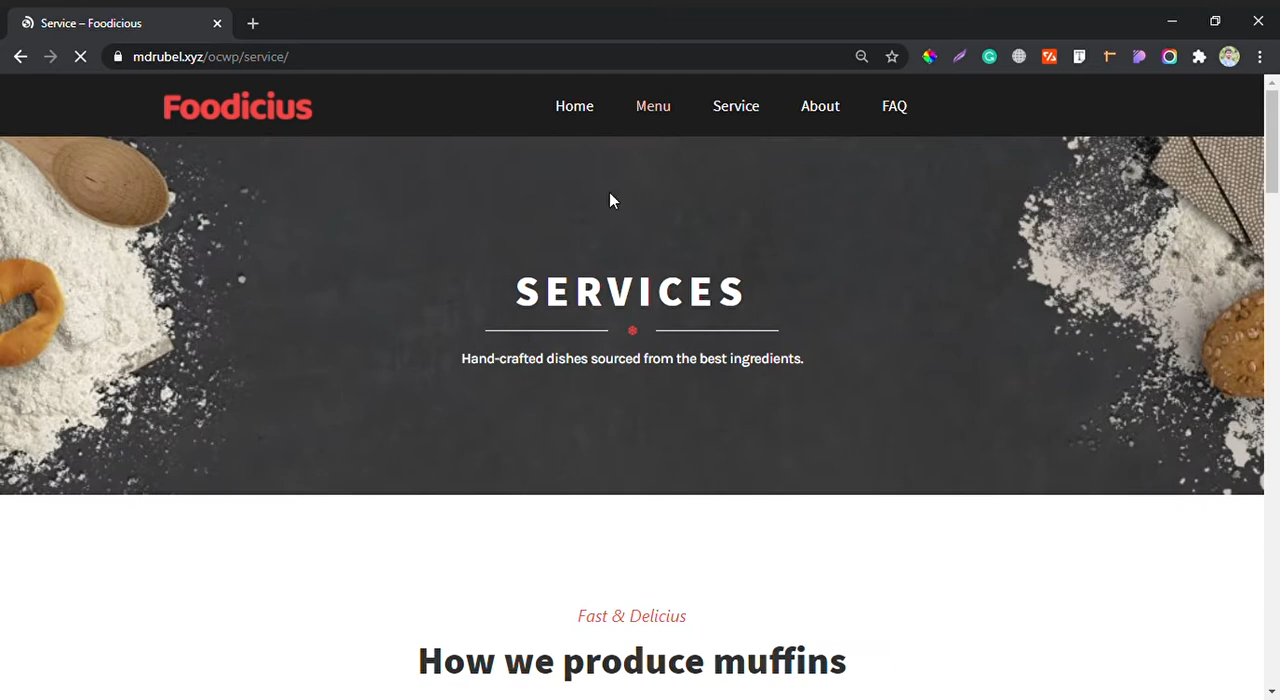 Service – Foodicious
mdrubel.xyz/ocwp/service/
Foodicius
Home Menu Service About FAQ
SERVICES
Hand-crafted dishes sourced from the best ingredients.
Fast & Delicius
How we produce muffins